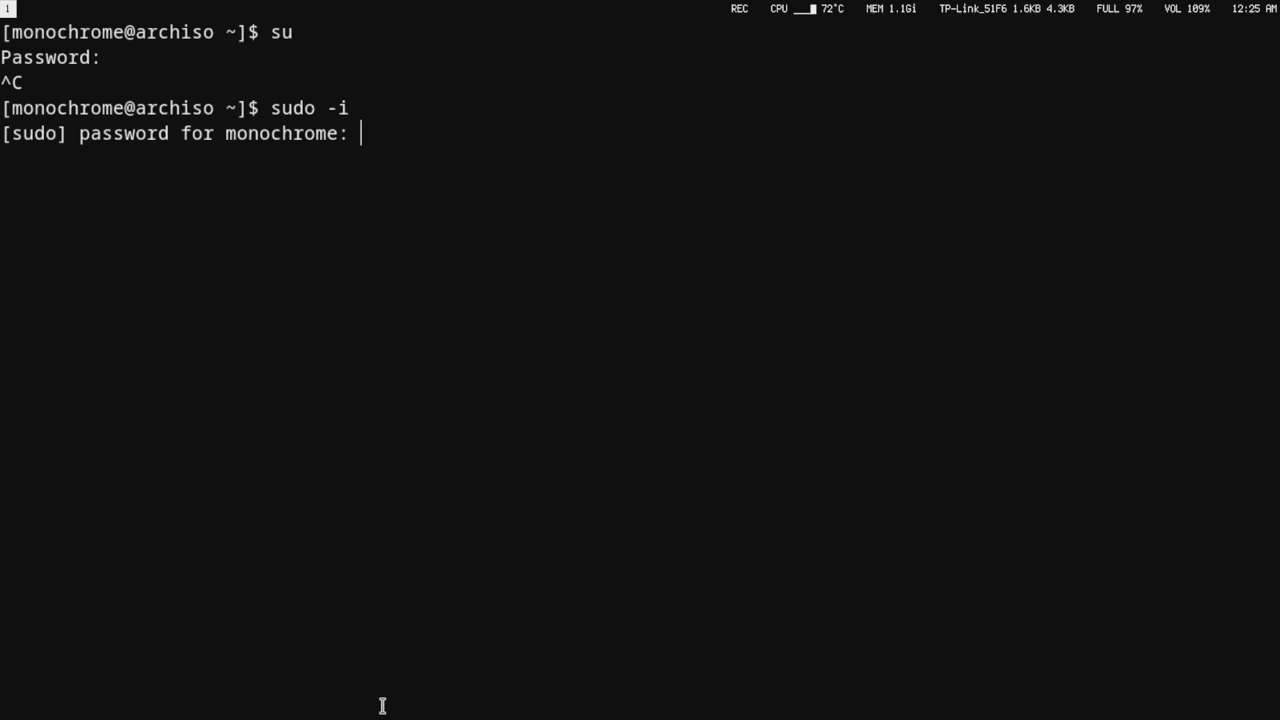 1 REC CPU 72°C MEM 1.1Gi TP-Link_51F6 1.6KB 4.3KB FULL 97% VOL 109% 12:25 AM
[monochrome@archiso ~]$ su
Password:
^C
[monochrome@archiso ~]$ sudo -i
[sudo] password for monochrome: